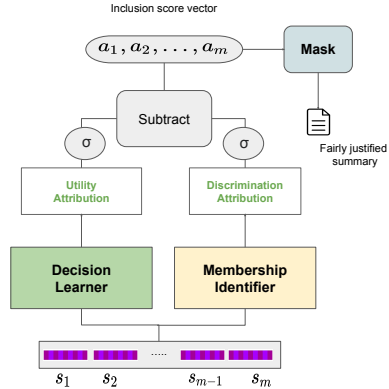 Inclusion score vector
a₁, a₂, . . . , aₘ
Mask
Subtract
Fairly justified
summary
σ
σ
Utility
Attribution
Discrimination
Attribution
Decision
Learner
Membership
Identifier
.....
s₁
s₂
sₘ₋₁
sₘ